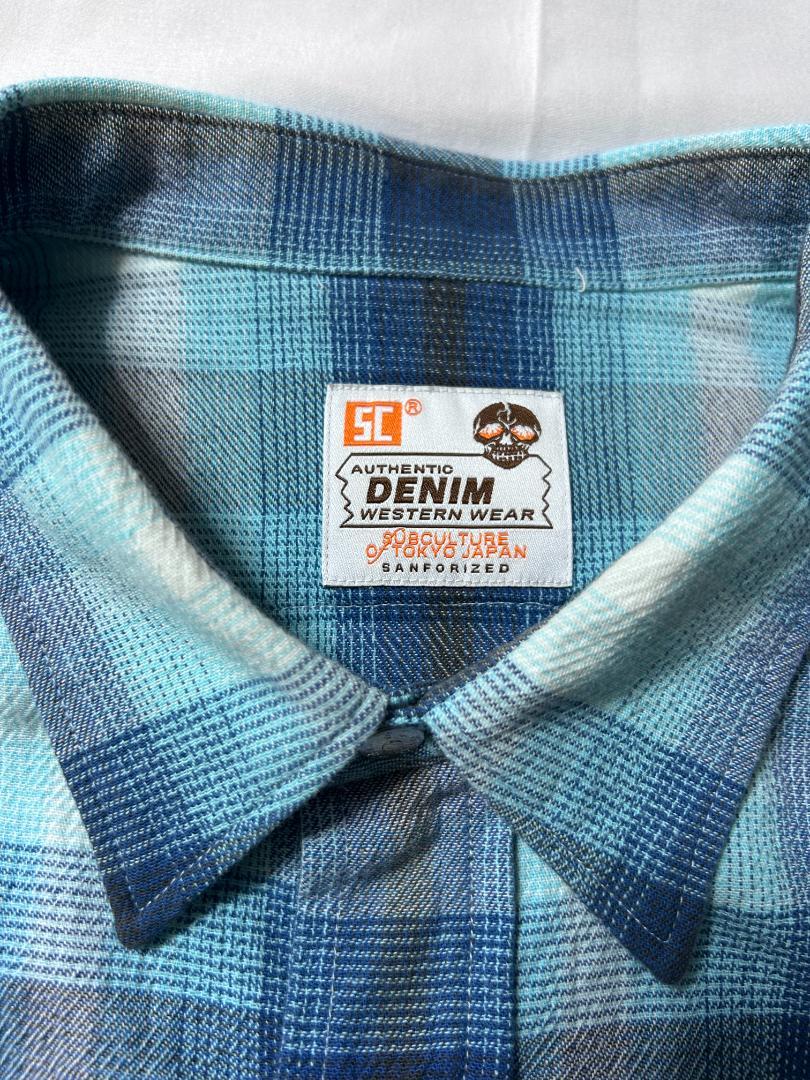 SC®
AUTHENTIC
DENIM
WESTERN WEAR
SUBCULTURE
of TOKYO JAPAN
SANFORIZED